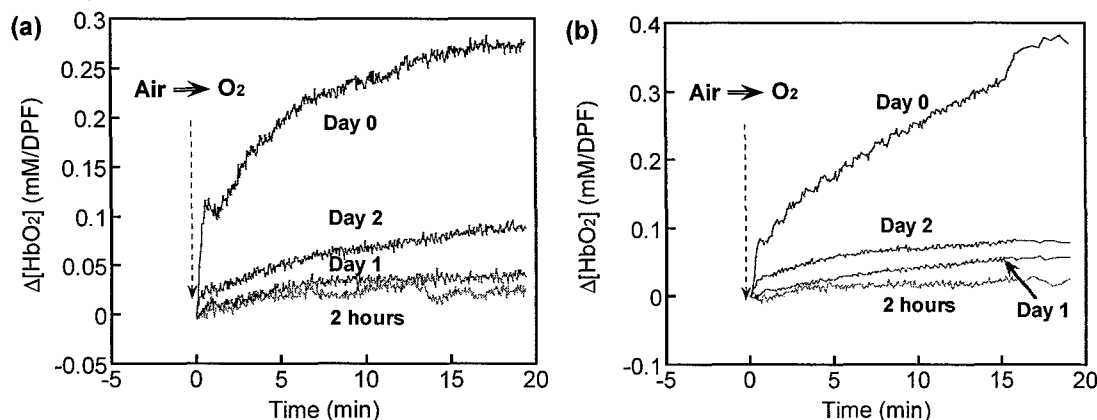 (a)
0.3
0.25
0.2
0.15
0.1
0.05
0
-0.05
Δ[HbO₂] (mM/DPF)
Air ⇒ O₂
Day 0
Day 2
Day 1
2 hours
-5 0 5 10 15 20
Time (min)
(b)
0.4
0.3
0.2
0.1
0
-0.1
Δ[HbO₂] (mM/DPF)
Air ⇒ O₂
Day 0
Day 2
2 hours
Day 1
-5 0 5 10 15 20
Time (min)